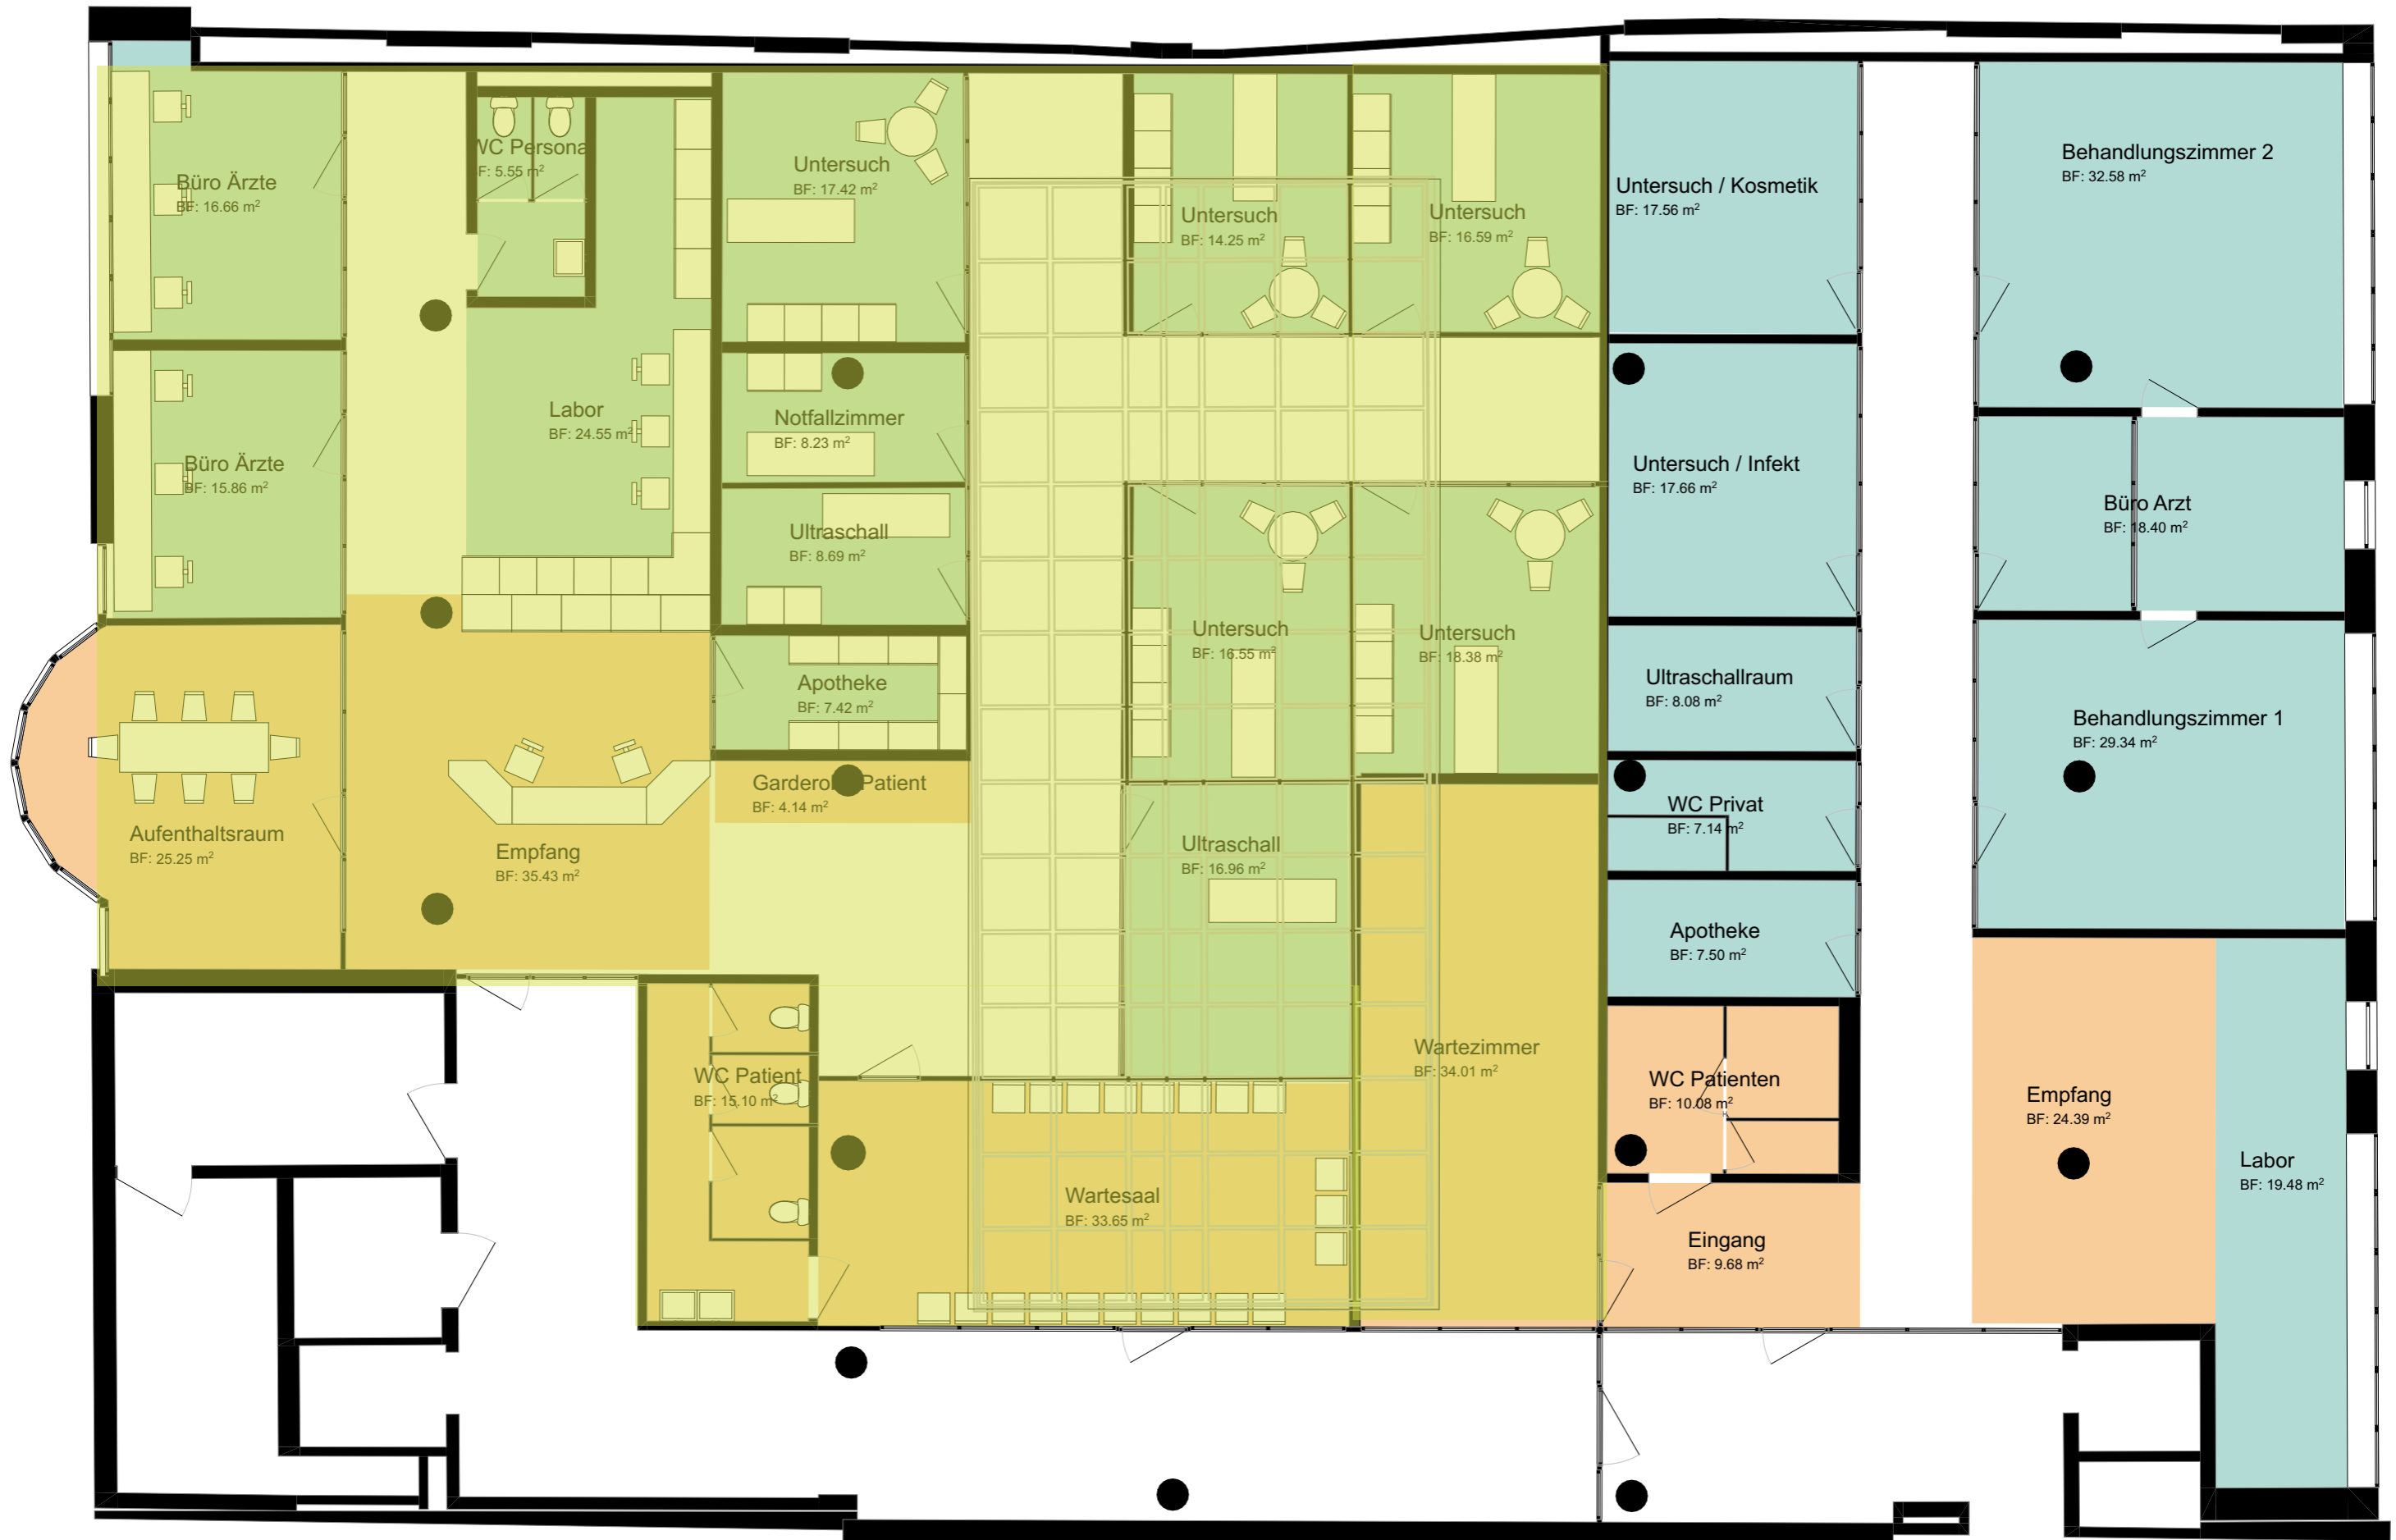 Büro Ärzte
BF: 16.66 m²
WC Persona
BF: 5.55 m²
Untersuch
BF: 17.42 m²
Untersuch
BF: 14.25 m²
Untersuch
BF: 16.59 m²
Untersuch / Kosmetik
BF: 17.56 m²
Behandlungszimmer 2
BF: 32.58 m²
Büro Ärzte
BF: 15.86 m²
Labor
BF: 24.55 m²
Notfallzimmer
BF: 8.23 m²
Ultraschall
BF: 8.69 m²
Untersuch / Infekt
BF: 17.66 m²
Büro Arzt
BF: 18.40 m²
Apotheke
BF: 7.42 m²
Untersuch
BF: 16.55 m²
Untersuch
BF: 18.38 m²
Ultraschallraum
BF: 8.08 m²
Behandlungszimmer 1
BF: 29.34 m²
Aufenthaltsraum
BF: 25.25 m²
Empfang
BF: 35.43 m²
Garderobe Patient
BF: 4.14 m²
Ultraschall
BF: 16.96 m²
WC Privat
BF: 7.14 m²
Apotheke
BF: 7.50 m²
WC Patient
BF: 15.10 m²
Wartesaal
BF: 33.65 m²
Wartezimmer
BF: 34.01 m²
WC Patienten
BF: 10.08 m²
Eingang
BF: 9.68 m²
Empfang
BF: 24.39 m²
Labor
BF: 19.48 m²